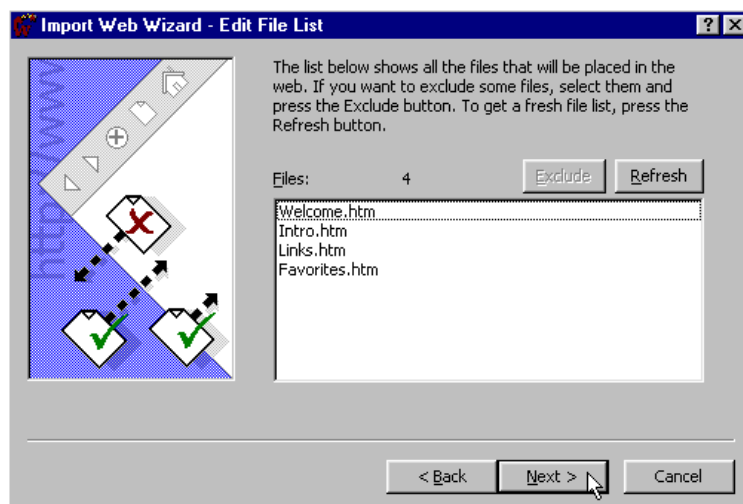 Import Web Wizard - Edit File List
http://www
The list below shows all the files that will be placed in the
web. If you want to exclude some files, select them and
press the Exclude button. To get a fresh file list, press the
Refresh button.
Files: 4 Exclude Refresh
Welcome.htm
Intro.htm
Links.htm
Favorites.htm
< Back Next > Cancel